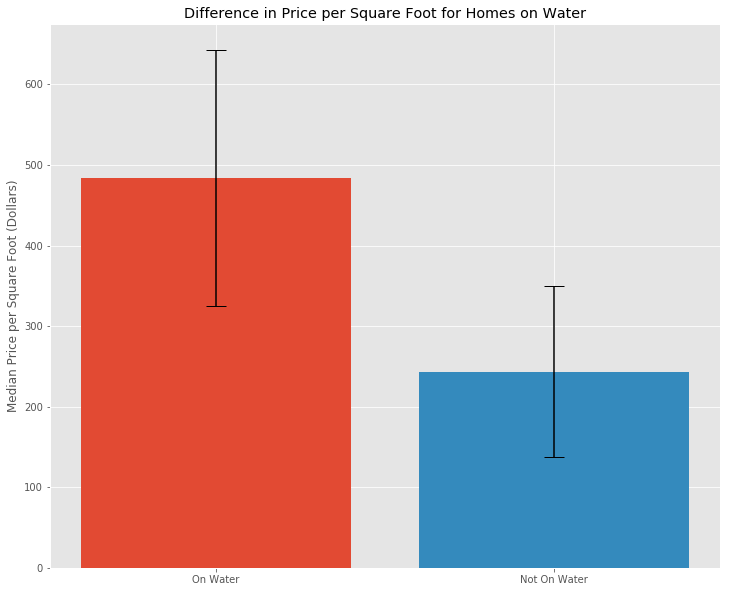 Difference in Price per Square Foot for Homes on Water
Median Price per Square Foot (Dollars)
600
500
400
300
200
100
0
On Water
Not On Water